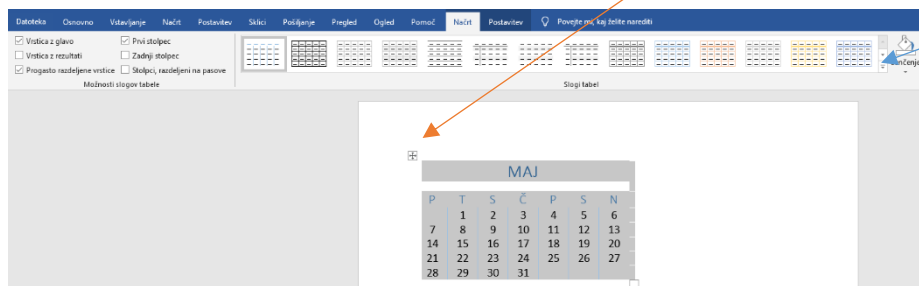 Datoteka Osnovno Vstavljanje Načrt Postavitev Sklici Pošiljanje Pregled Ogled Pomoč Načrt Postavitev Povejte mi, kaj želite narediti
Vrstica z glavo Prvi stolpec
Vrstica z rezultati Zadnji stolpec
Progasto razdeljene vrstice Stolpci, razdeljeni na pasove
Možnosti slogov tabele Slogi tabel
MAJ
P T S Č P S N
1 2 3 4 5 6
7 8 9 10 11 12 13
14 15 16 17 18 19 20
21 22 23 24 25 26 27
28 29 30 31